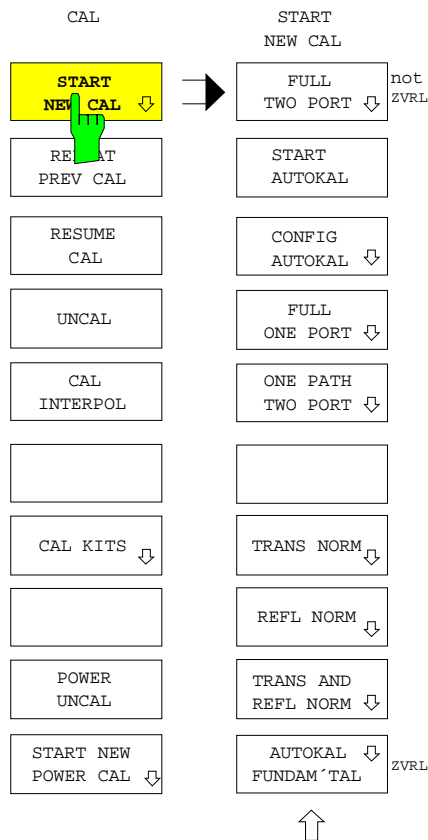 CAL
START
NEW CAL ⇩
REPEAT
PREV CAL
RESUME
CAL
UNCAL
CAL
INTERPOL
CAL KITS ⇩
POWER
UNCAL
START NEW
POWER CAL ⇩
START
NEW CAL
FULL
TWO PORT ⇩
not
ZVRL
START
AUTOKAL
CONFIG
AUTOKAL ⇩
FULL
ONE PORT ⇩
ONE PATH
TWO PORT ⇩
TRANS NORM ⇩
REFL NORM ⇩
TRANS AND
REFL NORM ⇩
AUTOKAL ⇩
FUNDAM´TAL
ZVRL